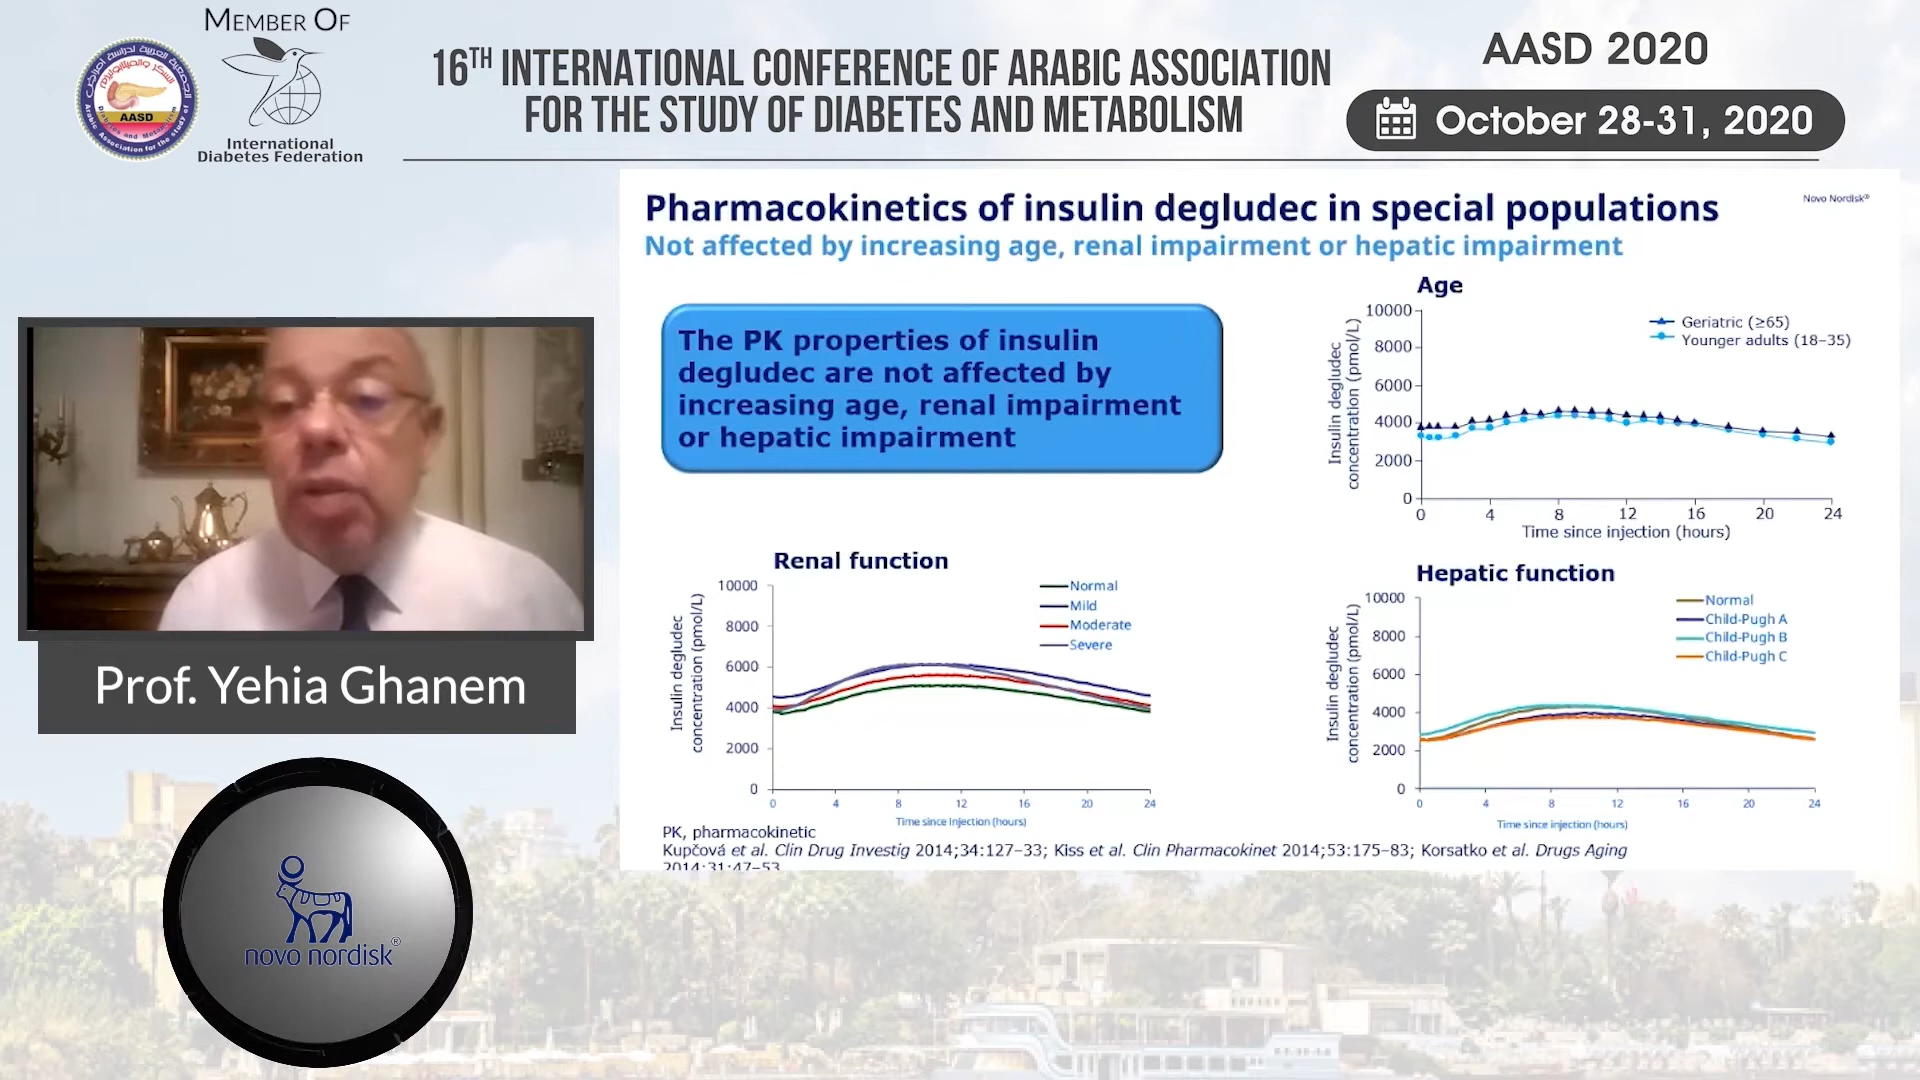 MEMBER OF
AASD
International
Diabetes Federation
16TH INTERNATIONAL CONFERENCE OF ARABIC ASSOCIATION
FOR THE STUDY OF DIABETES AND METABOLISM
AASD 2020
October 28-31, 2020
Pharmacokinetics of insulin degludec in special populations
Novo Nordisk®
Not affected by increasing age, renal impairment or hepatic impairment
The PK properties of insulin
degludec are not affected by
increasing age, renal impairment
or hepatic impairment
Age
Insulin degludec
concentration (pmol/L)
10000
8000
6000
4000
2000
0
Geriatric (≥65)
Younger adults (18–35)
0 4 8 12 16 20 24
Time since injection (hours)
Renal function
Insulin degludec
concentration (pmol/L)
10000
8000
6000
4000
2000
0
Normal
Mild
Moderate
Severe
0 4 8 12 16 20 24
Time since injection (hours)
Hepatic function
Insulin degludec
concentration (pmol/L)
10000
8000
6000
4000
2000
0
Normal
Child-Pugh A
Child-Pugh B
Child-Pugh C
0 4 8 12 16 20 24
Time since injection (hours)
PK, pharmacokinetic
Kupčová et al. Clin Drug Investig 2014;34:127–33; Kiss et al. Clin Pharmacokinet 2014;53:175–83; Korsatko et al. Drugs Aging
2014;31:47–53
Prof. Yehia Ghanem
novo nordisk®